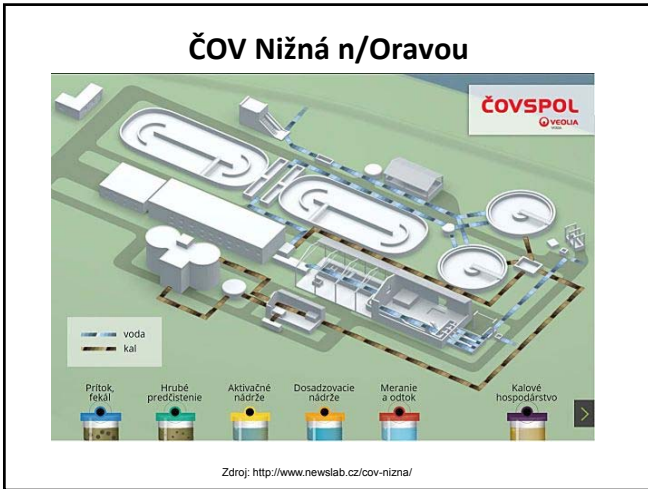 ČOV Nižná n/Oravou
ČOVSPOL
VEOLIA
voda
kal
Prítok,
fekál
Hrubé
predčistenie
Aktivačné
nádrže
Dosadzovacie
nádrže
Meranie
a odtok
Kalové
hospodárstvo
Zdroj: http://www.newslab.cz/cov-nizna/